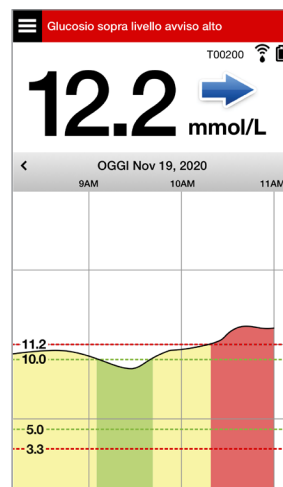 Glucosio sopra livello avviso alto
T00200
12.2 mmol/L
< OGGI Nov 19, 2020
9AM 10AM 11AM
11.2
10.0
5.0
3.3